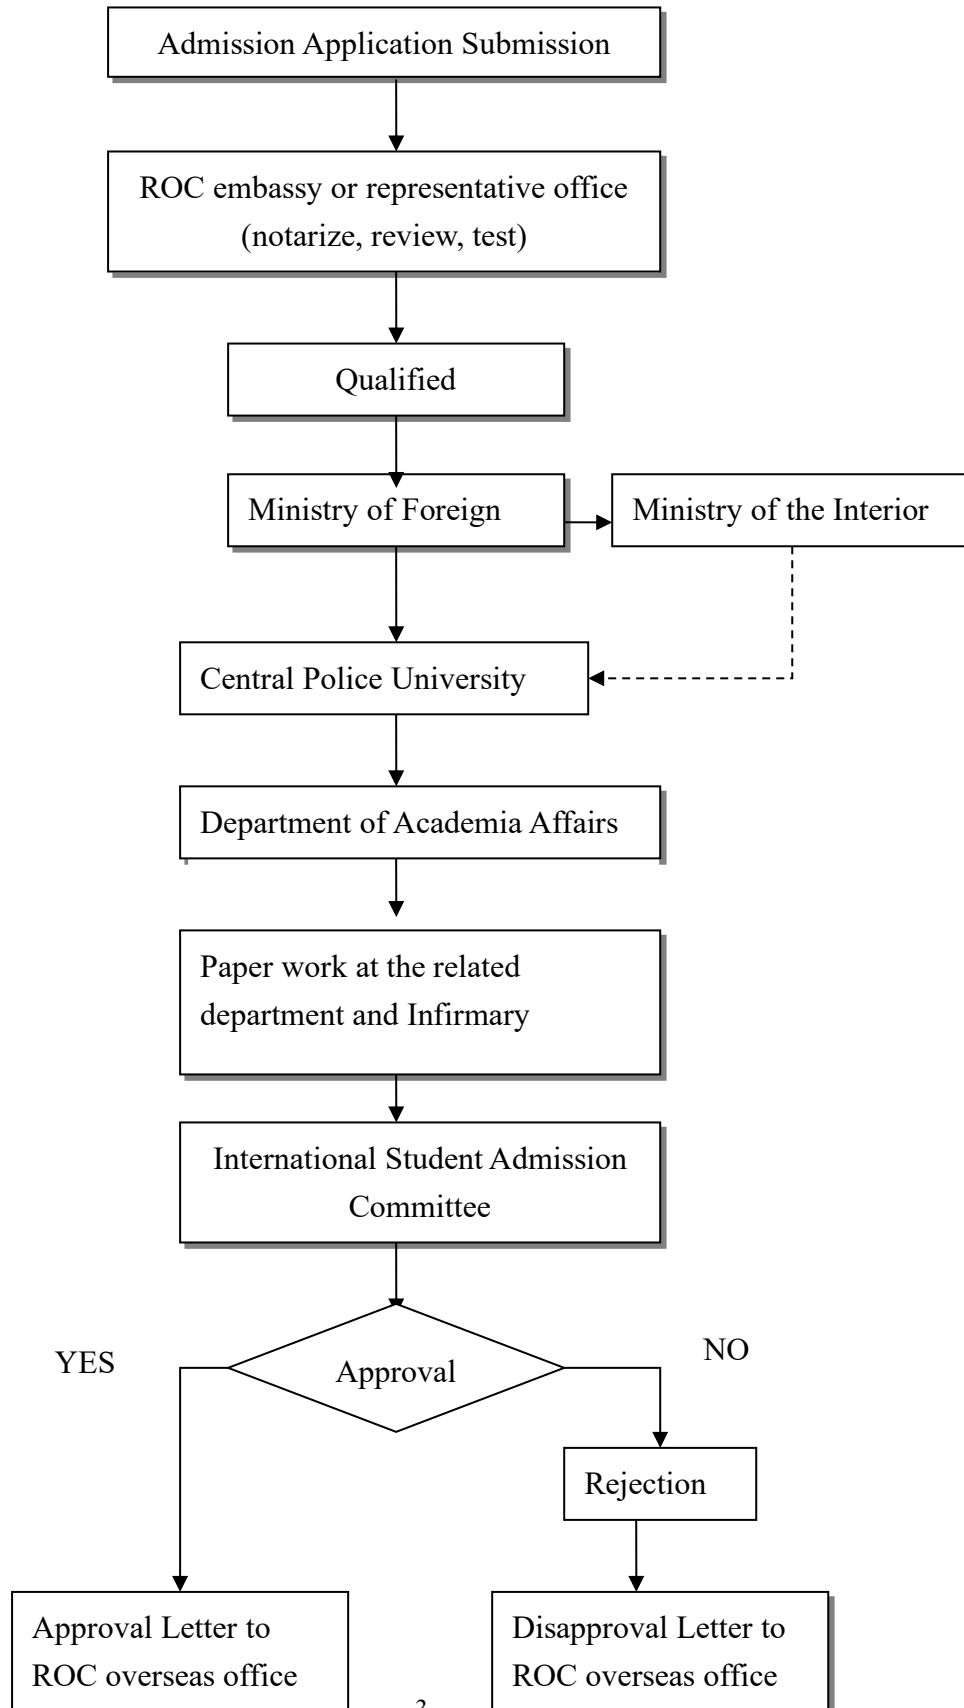 Admission Application Submission
ROC embassy or representative office
(notarize, review, test)
Qualified
Ministry of Foreign
Ministry of the Interior
Central Police University
Department of Academia Affairs
Paper work at the related
department and Infirmary
International Student Admission
Committee
YES
Approval
NO
Rejection
Approval Letter to
ROC overseas office
Disapproval Letter to
ROC overseas office